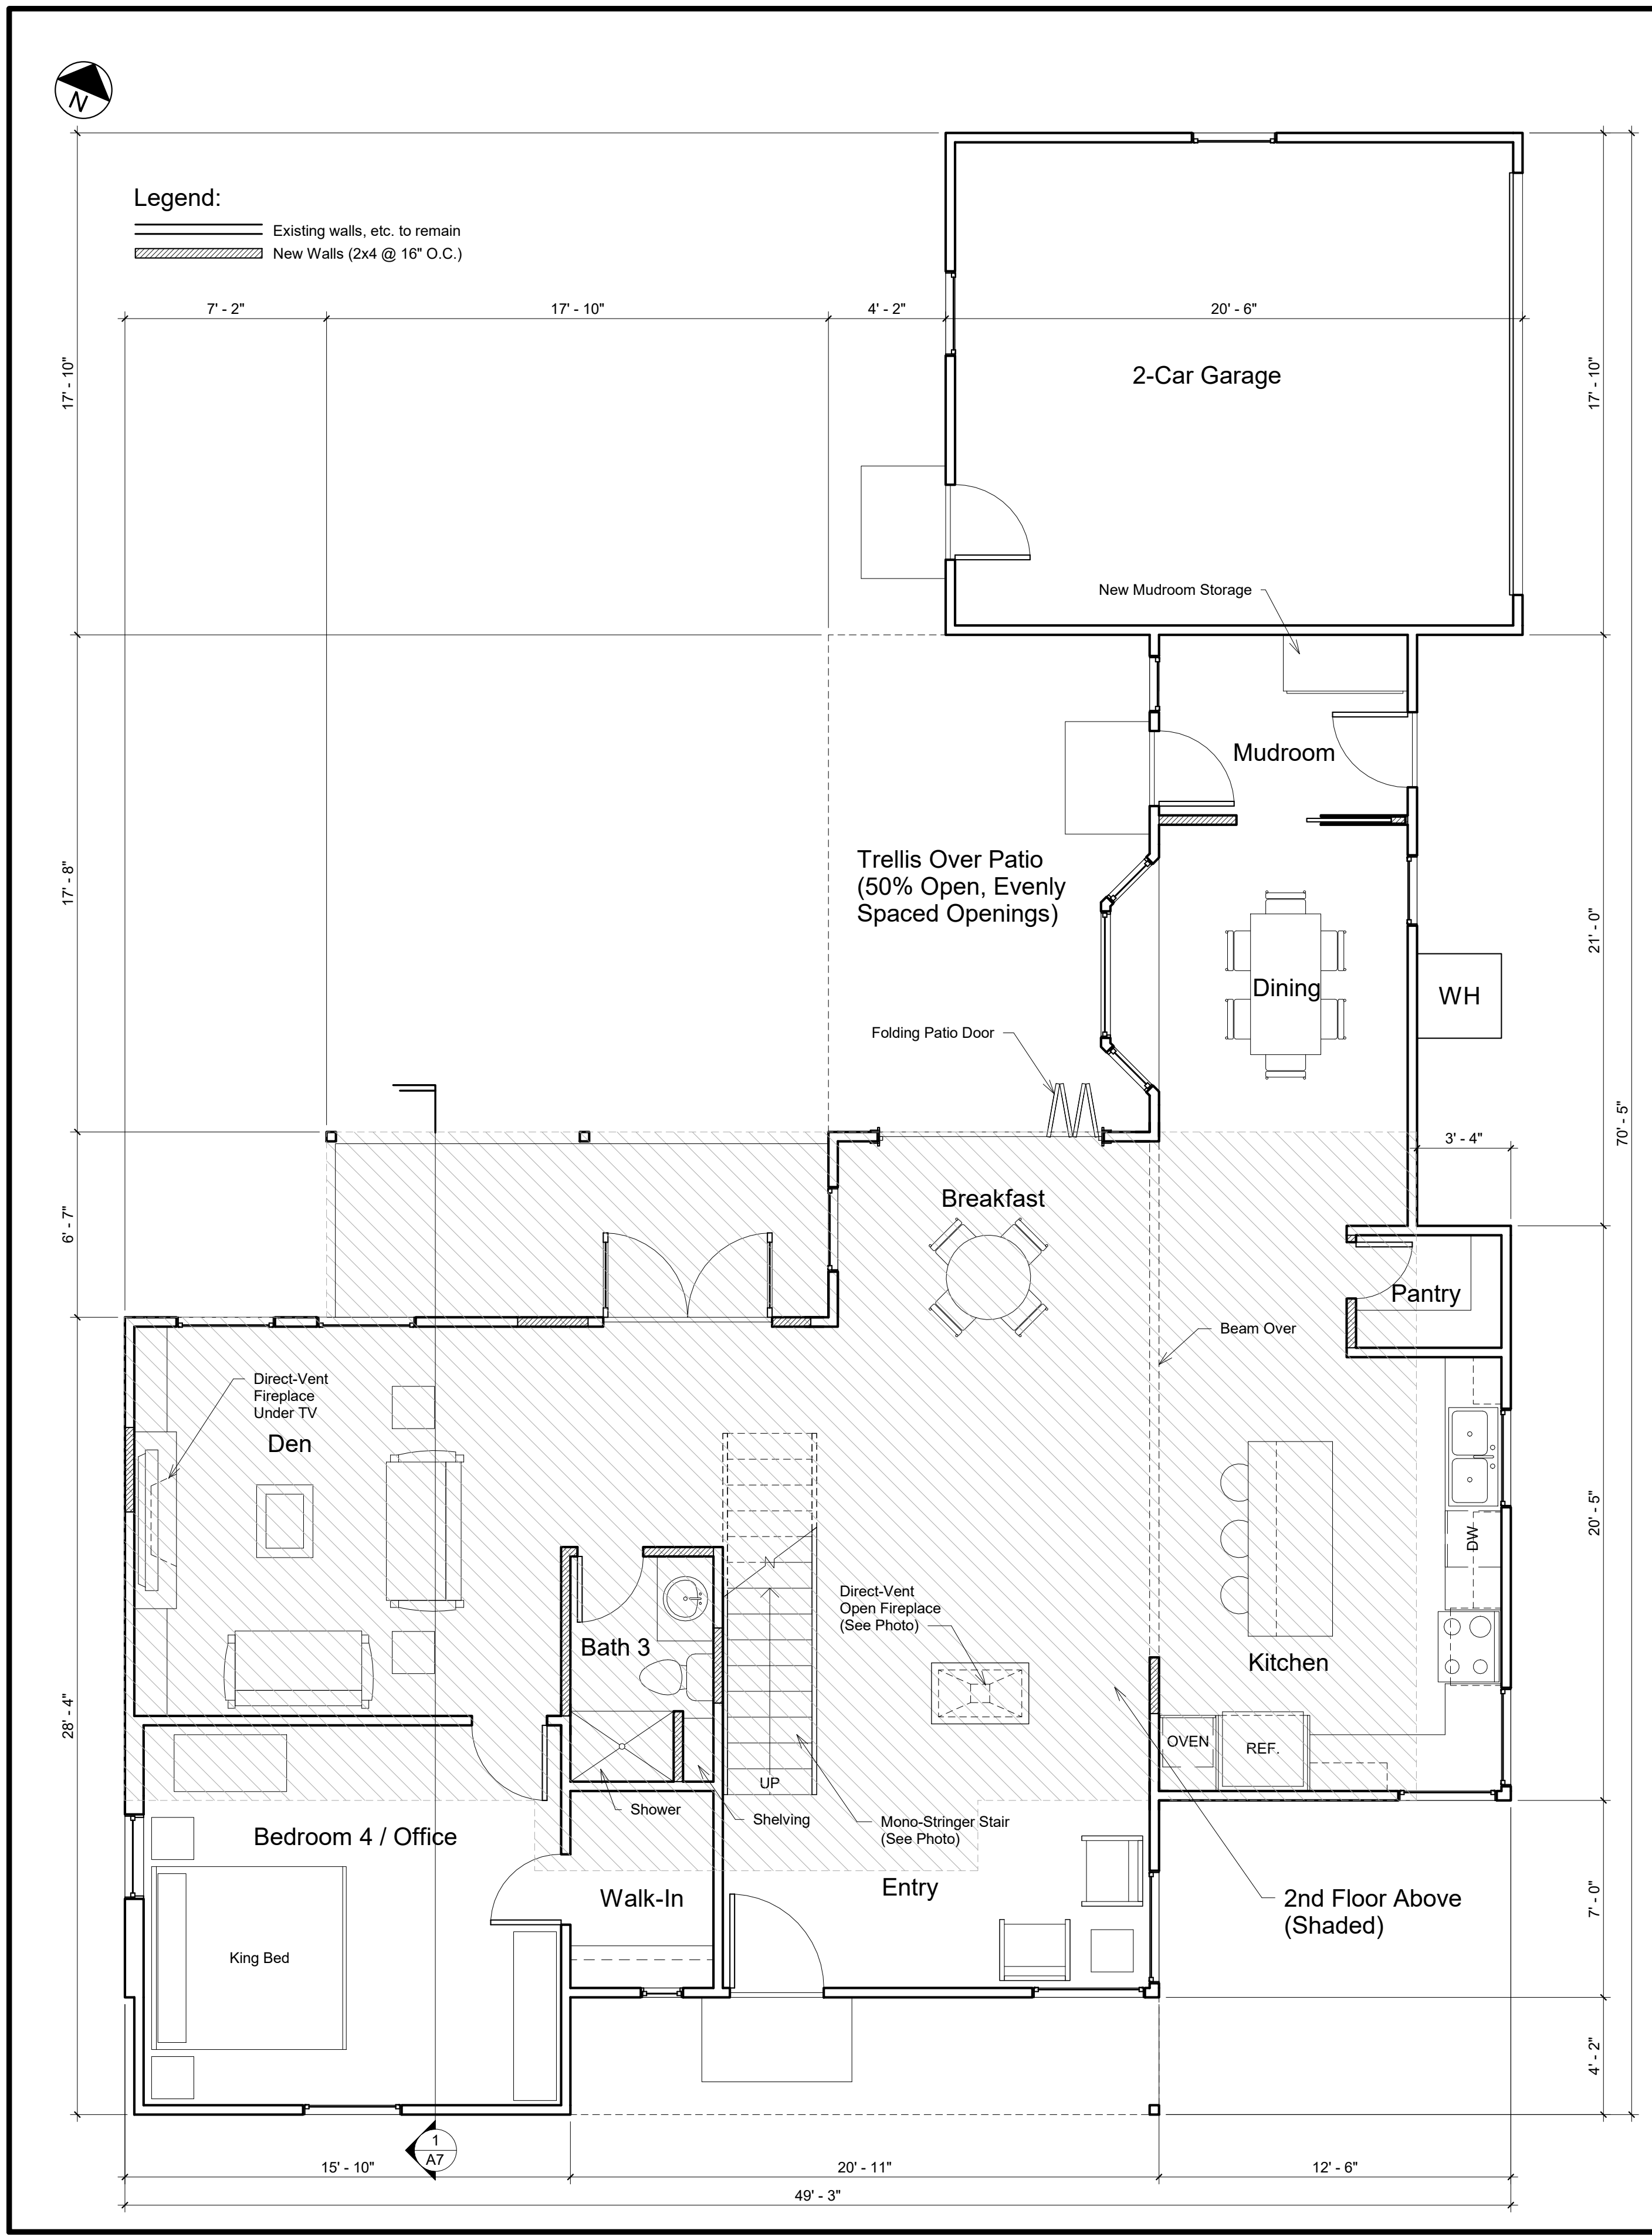 N
Legend:
Existing walls, etc. to remain
New Walls (2x4 @ 16" O.C.)
7' - 2"
17' - 10"
4' - 2"
20' - 6"
17' - 10"
17' - 10"
2-Car Garage
New Mudroom Storage
Mudroom
17' - 8"
Trellis Over Patio
(50% Open, Evenly
Spaced Openings)
21' - 0"
Dining
WH
Folding Patio Door
70' - 5"
3' - 4"
6' - 7"
Breakfast
Pantry
Beam Over
Direct-Vent
Fireplace
Under TV
Den
20' - 5"
DW
N
Direct-Vent
Open Fireplace
(See Photo)
Bath 3
Kitchen
28' - 4"
OVEN
REF.
UP
Shower
Shelving
Mono-Stringer Stair
(See Photo)
Bedroom 4 / Office
Entry
Walk-In
2nd Floor Above
(Shaded)
7' - 0"
King Bed
4' - 2"
1
A7
15' - 10"
20' - 11"
12' - 6"
49' - 3"